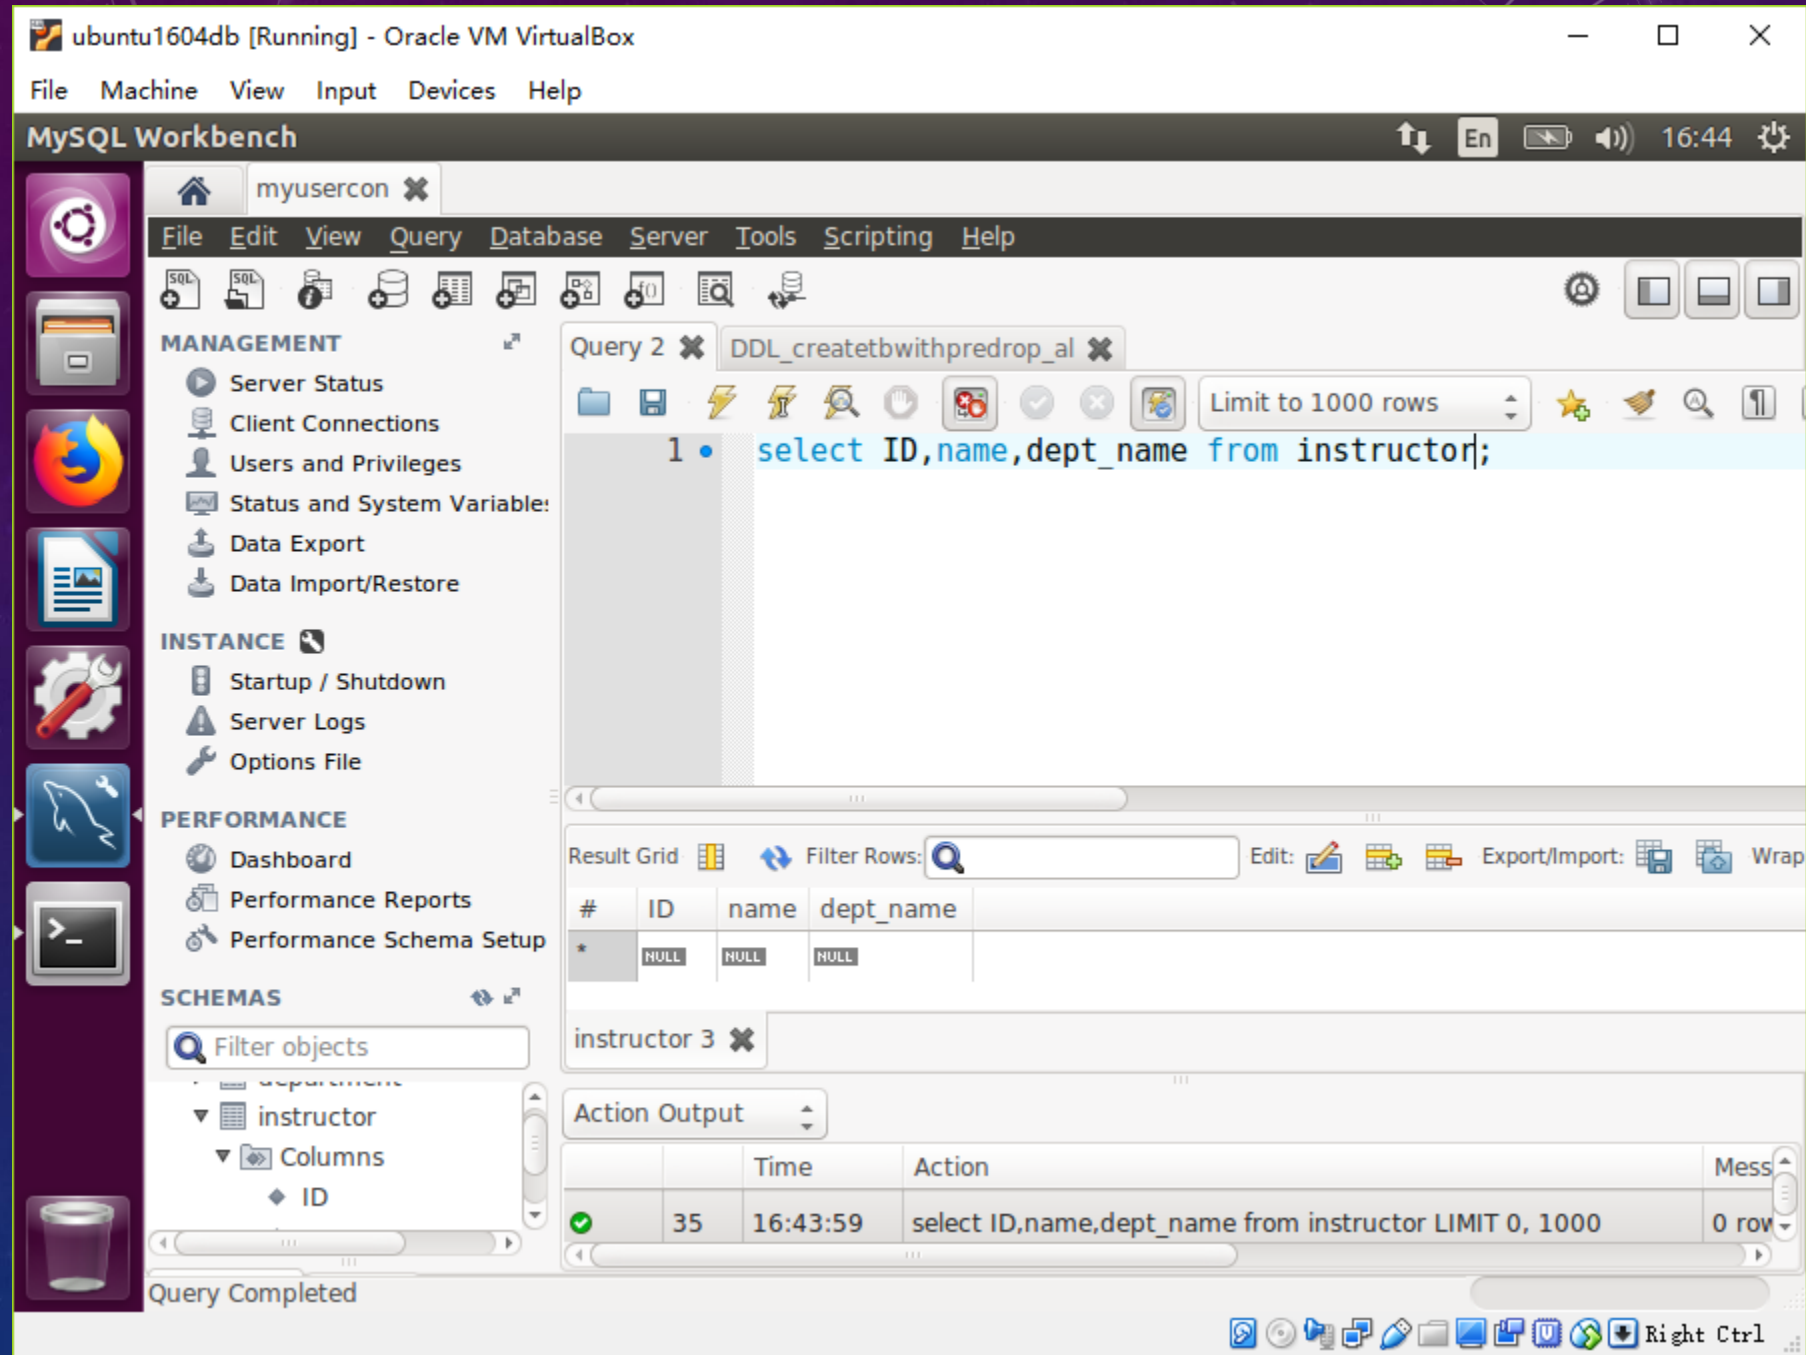 ubuntu1604db [Running] - Oracle VM VirtualBox
File Machine View Input Devices Help
MySQL Workbench En 16:44
myusercon
File Edit View Query Database Server Tools Scripting Help
MANAGEMENT
Server Status
Client Connections
Users and Privileges
Status and System Variables
Data Export
Data Import/Restore
INSTANCE
Startup / Shutdown
Server Logs
Options File
PERFORMANCE
Dashboard
Performance Reports
Performance Schema Setup
SCHEMAS
Filter objects
department
instructor
Columns
ID
Query 2 DDL_createtbwithpredrop_al
Limit to 1000 rows
1 select ID,name,dept_name from instructor;
Result Grid Filter Rows: Edit: Export/Import: Wrap
# ID name dept_name
* NULL NULL NULL
instructor 3
Action Output
Time Action Mess
35 16:43:59 select ID,name,dept_name from instructor LIMIT 0, 1000 0 row
Query Completed
Right Ctrl